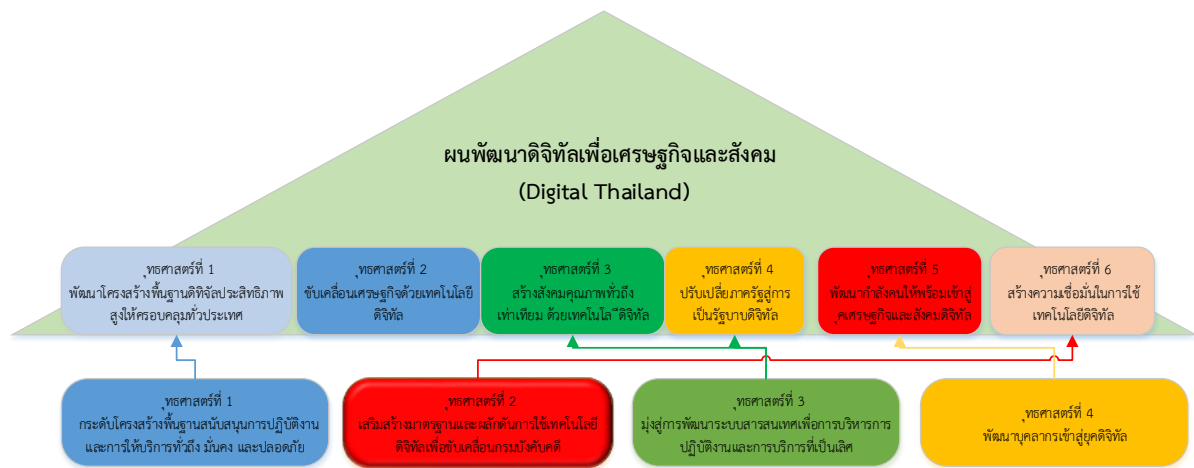 ผนพัฒนาดิจิทัลเพื่อเศรษฐกิจและสังคม
(Digital Thailand)
ุทธศาสตร์ที่ 1
พัฒนาโครงสร้างพื้นฐานดิทิจัลประสิทธิภาพ
สูงให้ครอบคลุมทั่วประเทศ
ุทธศาสตร์ที่ 2
ขับเคลื่อนเศรษฐกิจด้วยเทคโนโลยี
ดิจิทัล
ุทธศาสตร์ที่ 3
สร้างสังคมคุณภาพทั่วถึง
เท่าเทียม ด้วยเทคโนโล ีดิจิทัล
ุทธศาสตร์ที่ 4
ปรับเปลี่ยภาครัฐสู่การ
เป็นรัฐบาบดิจิทัล
ุทธศาสตร์ที่ 5
พัฒนากำลังคนให้พร้อมเข้าสู่
ุคเศรษฐกิจและสังคมดิจิทัล
ุทธศาสตร์ที่ 6
สร้างความเชื่อมั่นในการใช้
เทคโนโลยีดิจิทัล
ุทธศาสตร์ที่ 1
กระดับโครงสร้างพื้นฐานสนับสนุนการปฏิบัติงาน
และการให้บริการทั่วถึง มั่นคง และปลอดภัย
ุทธศาสตร์ที่ 2
เสริมสร้างมาตรฐานและผลักดันการใช้เทคโนโลยี
ดิจิทัลเพื่อขับเคลื่อนกรมบังคับคดี
ุทธศาสตร์ที่ 3
มุ่งสู่การพัฒนาระบบสารสนเทศเพื่อการบริหารการ
ปฏิบัติงานและการบริการที่เป็นเลิศ
ุทธศาสตร์ที่ 4
พัฒนาบุคลากรเข้าสู่ยุคดิจิทัล